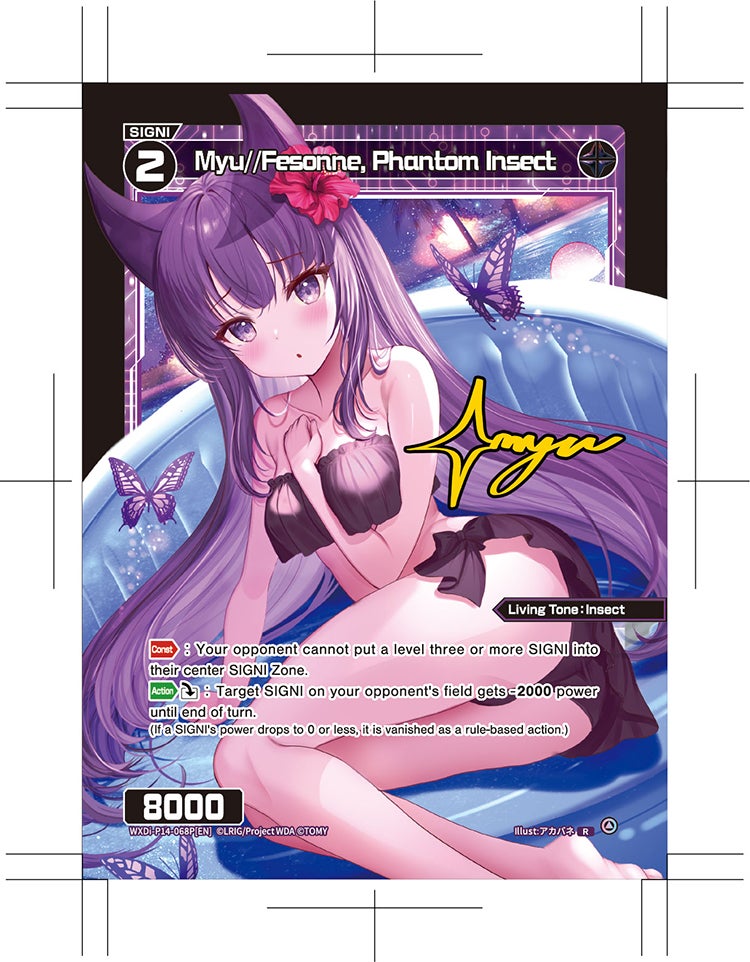 SIGNI
2 Myu//Fesonne, Phantom Insect
myu
Living Tone:Insect
Const : Your opponent cannot put a level three or more SIGNI into
their center SIGNI Zone.
Action : Target SIGNI on your opponent's field gets -2000 power
until end of turn.
(If a SIGNI's power drops to 0 or less, it is vanished as a rule-based action.)
8000
WXDi-P14-068P[EN] ©LRIG/Project WDA ©TOMY
Illust:アカバネ R